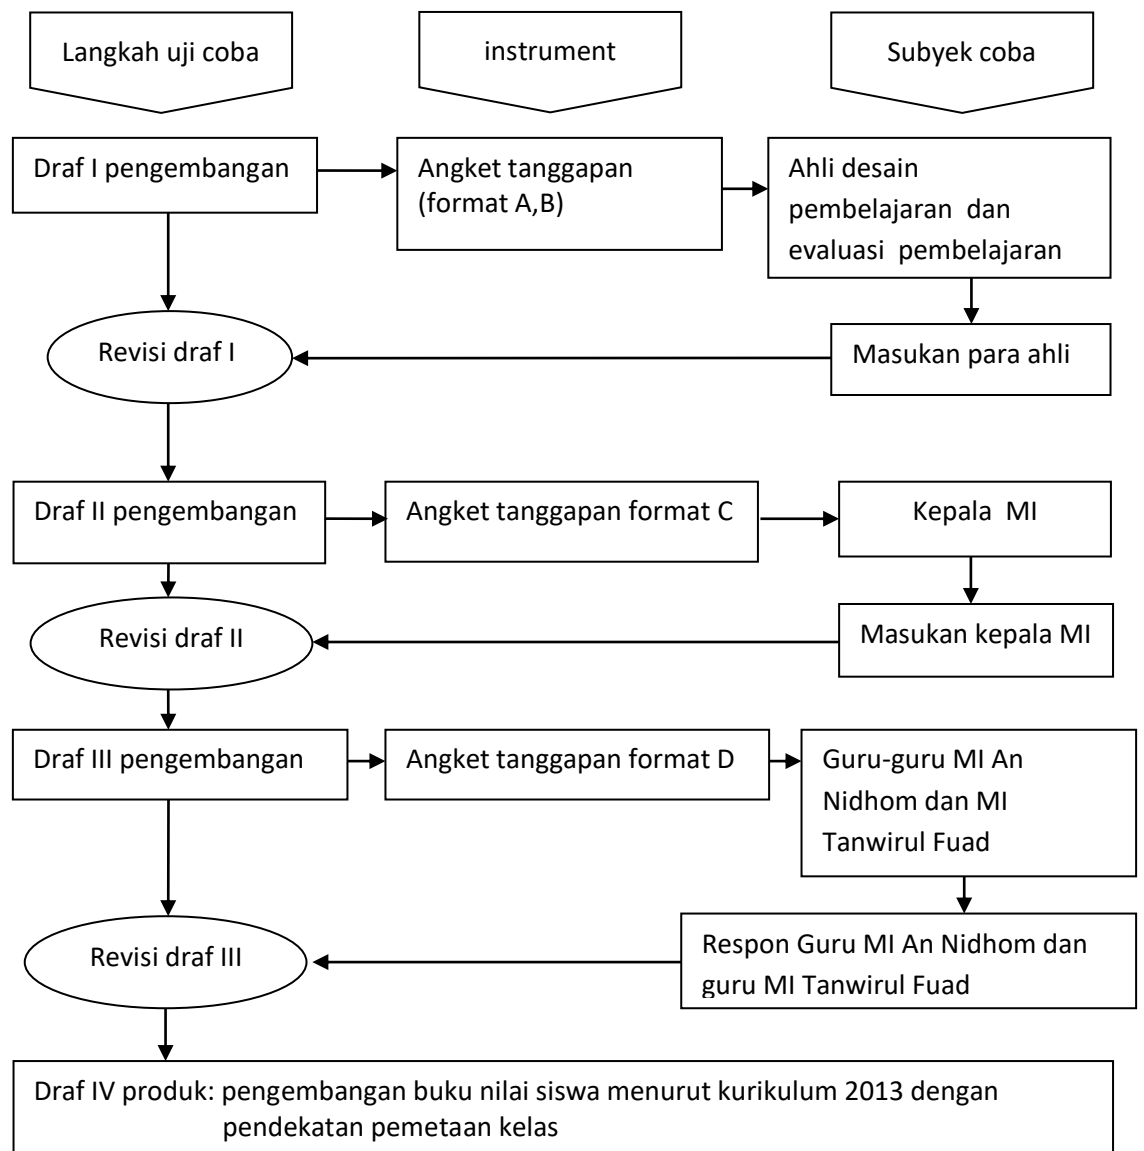 Langkah uji coba
instrument
Subyek coba
Draf I pengembangan
Angket tanggapan
(format A,B)
Ahli desain
pembelajaran dan
evaluasi pembelajaran
Revisi draf I
Masukan para ahli
Draf II pengembangan
Angket tanggapan format C
Kepala MI
Revisi draf II
Masukan kepala MI
Draf III pengembangan
Angket tanggapan format D
Guru-guru MI An
Nidhom dan MI
Tanwirul Fuad
Revisi draf III
Respon Guru MI An Nidhom dan
guru MI Tanwirul Fuad
Draf IV produk: pengembangan buku nilai siswa menurut kurikulum 2013 dengan
pendekatan pemetaan kelas